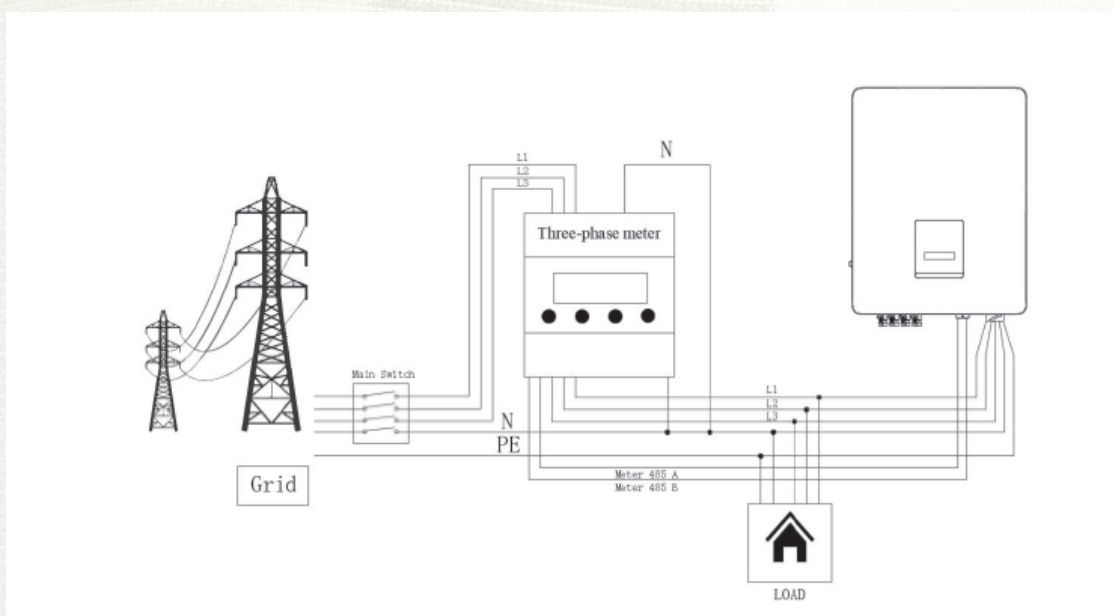 L1
N
L2
L3
Three-phase meter
Main Switch
L1
L2
L3
N
PE
Meter 485 A
Meter 485 B
Grid
LOAD